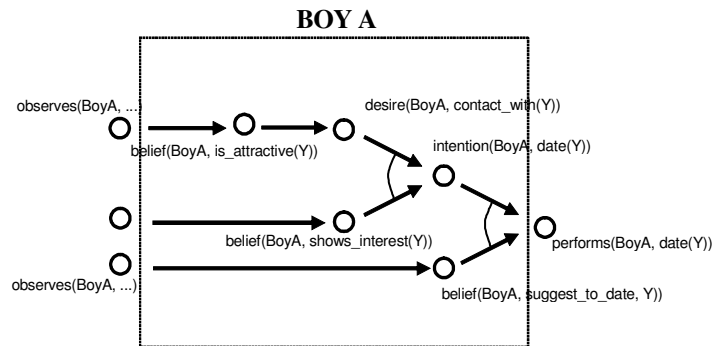 BOY A
observes(BoyA, ...)
desire(BoyA, contact_with(Y))
belief(BoyA, is_attractive(Y))
intention(BoyA, date(Y))
belief(BoyA, shows_interest(Y))
performs(BoyA, date(Y))
observes(BoyA, ...)
belief(BoyA, suggest_to_date, Y))